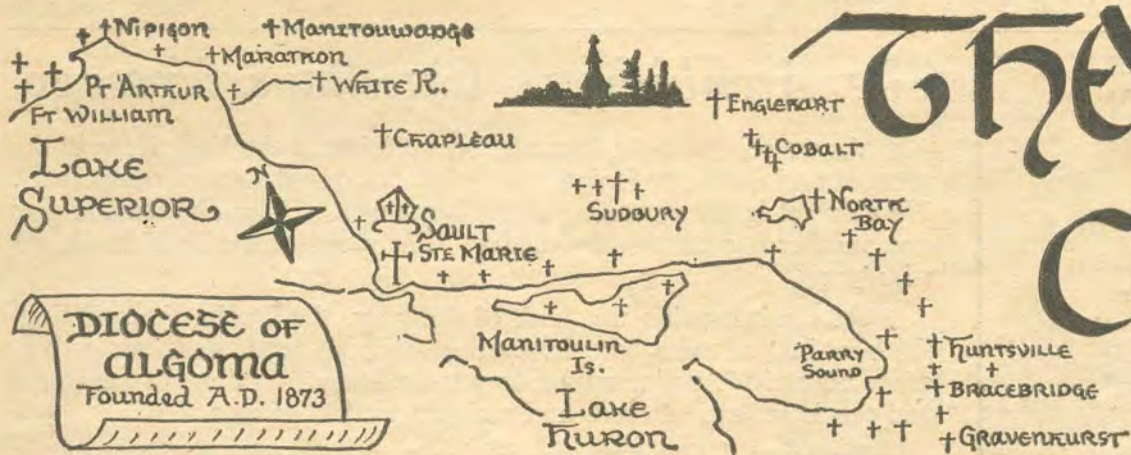 THE
C
NIPIGON
MANITOUWADGE
MARATHON
WHITE R.
PT ARTHUR
FT WILLIAM
ENGLEHART
CHAPLEAU
COBALT
LAKE
SUPERIOR
N
SUDBURY
NORTH
BAY
SAULT
STE MARIE
DIOCESE OF
ALGOMA
Founded A.D. 1873
MANITOULIN
IS.
PARRY
SOUND
HUNTSVILLE
BRACEBRIDGE
LAKE
HURON
GRAVENHURST